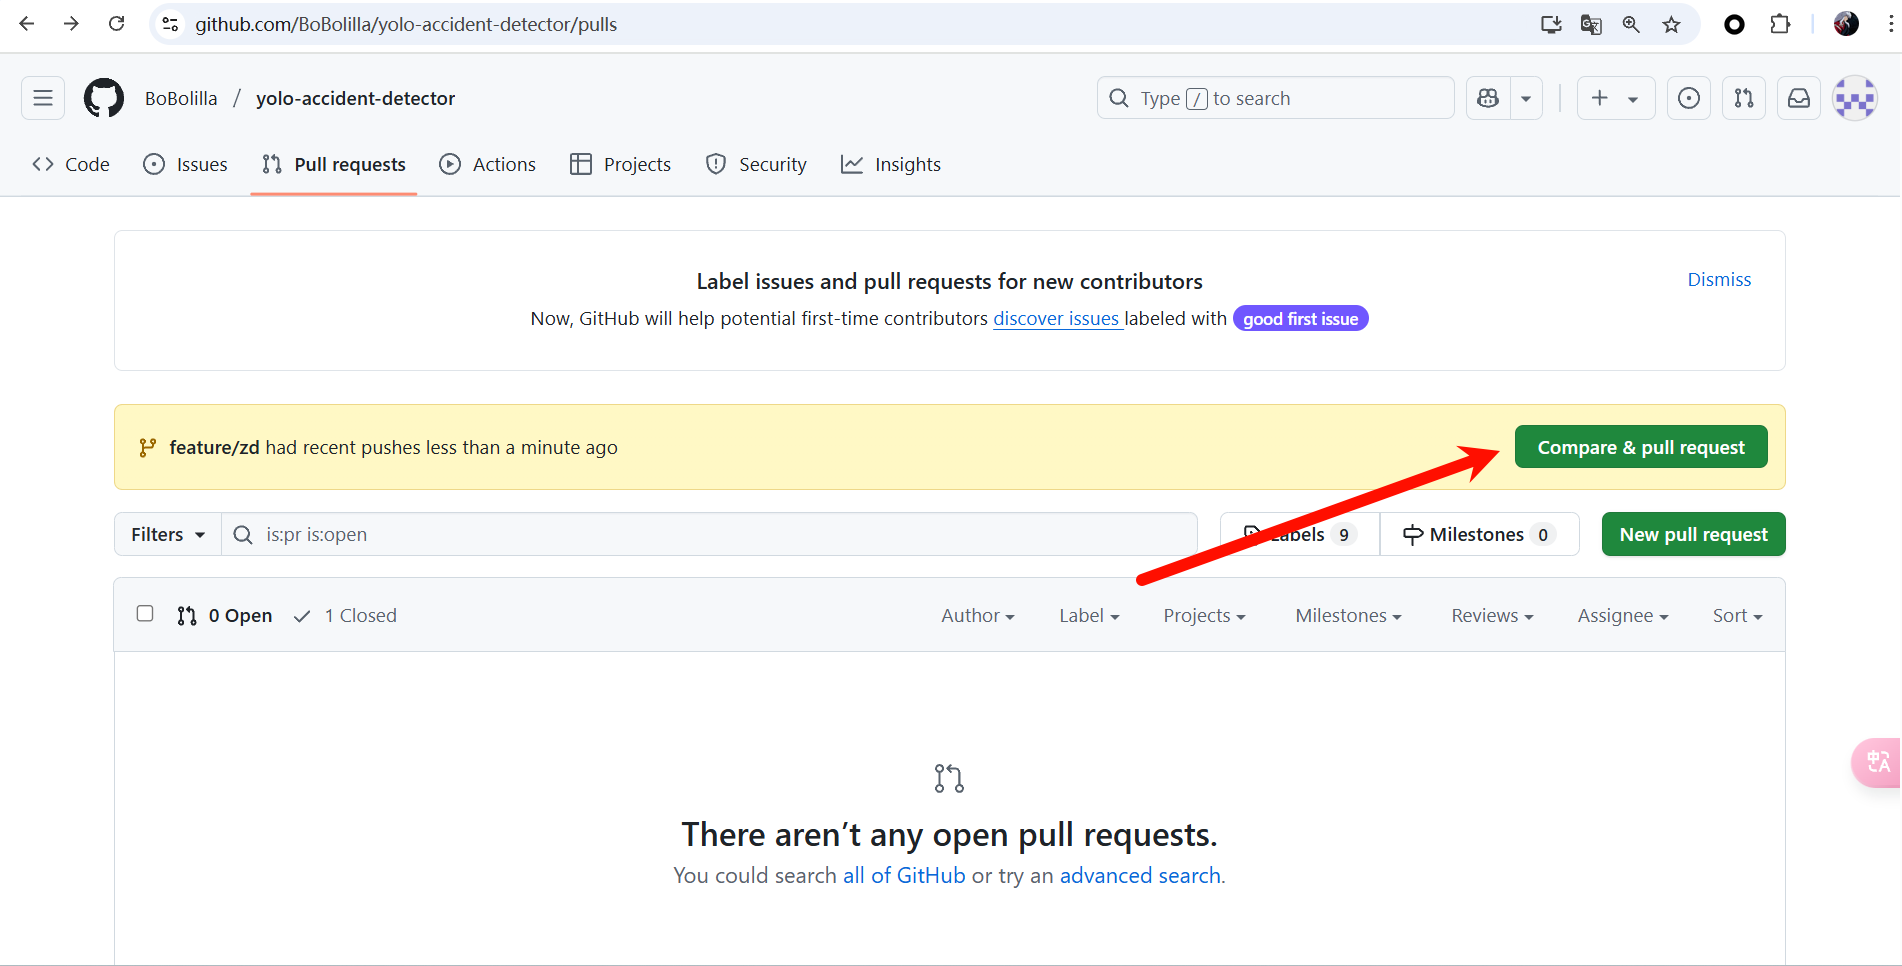 github.com/BoBolilla/yolo-accident-detector/pulls
BoBolilla / yolo-accident-detector
Type / to search
Code Issues Pull requests Actions Projects Security Insights
Label issues and pull requests for new contributors
Dismiss
Now, GitHub will help potential first-time contributors discover issues labeled with good first issue
feature/zd had recent pushes less than a minute ago
Compare & pull request
Filters
is:pr is:open
Labels 9
Milestones 0
New pull request
0 Open 1 Closed
Author Label Projects Milestones Reviews Assignee Sort
There aren’t any open pull requests.
You could search all of GitHub or try an advanced search.
中A